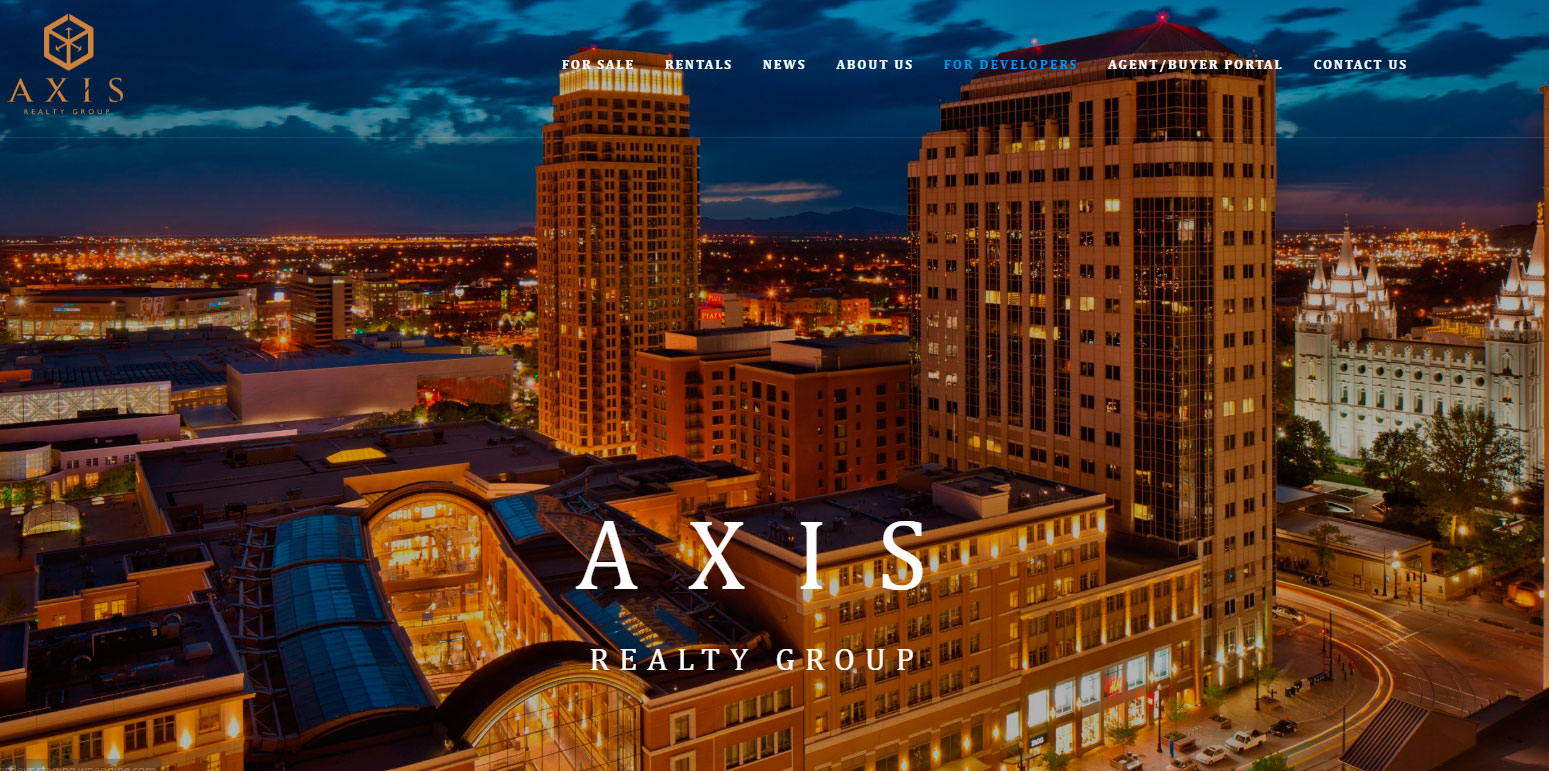 AXIS
REALTY GROUP
FOR SALE RENTALS NEWS ABOUT US FOR DEVELOPERS AGENT/BUYER PORTAL CONTACT US
AXIS
REALTY GROUP